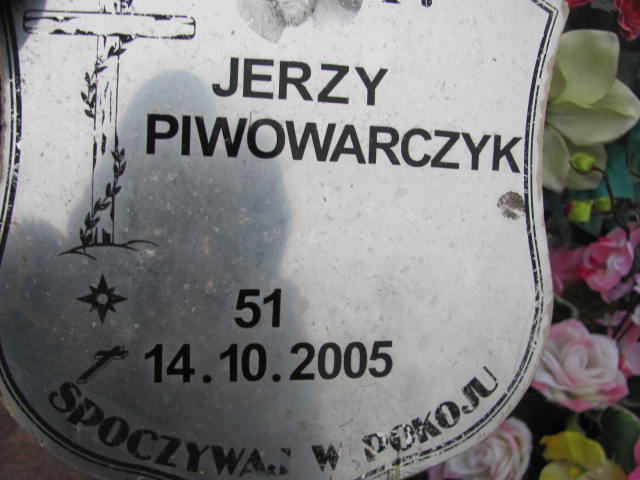 JERZY
PIWOWARCZYK
51
14.10.2005
SPOCZYWAJ W POKOJU